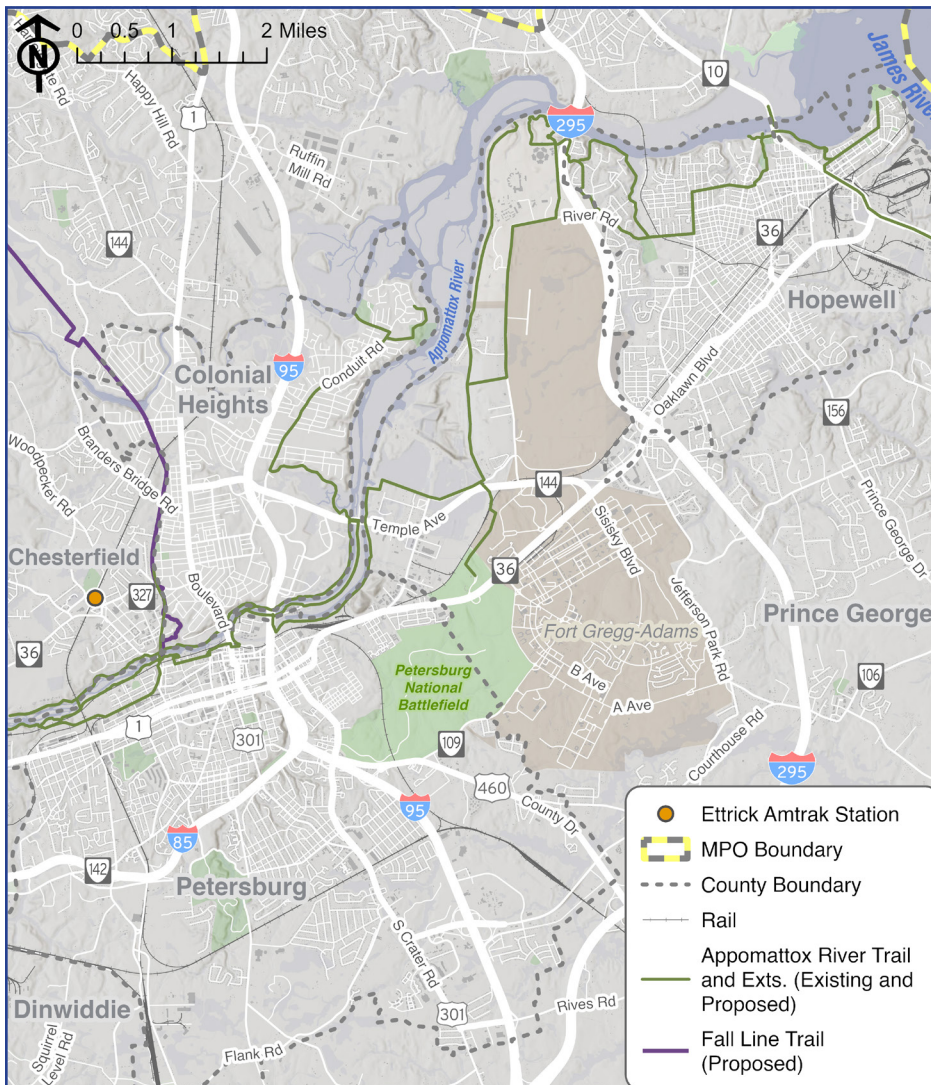 0 0.5 1 2 Miles
N
Happy Hill Rd
1
10
James River
295
Ruffin
Mill Rd
144
River Rd
36
Hopewell
Appomattox River
Conduit Rd
95
Colonial
Heights
Oaklawn Blvd
156
Woodpecker Rd
Branders Bridge Rd
144
Temple Ave
Prince George Dr
Sisisky Blvd
Chesterfield
327
Boulevard
36
Jefferson Park Rd
Prince George
36
Fort Gregg-Adams
Petersburg
National
Battlefield
B Ave
A Ave
106
1
301
109
Courthouse Rd
295
460
County Dr
95
85
142
Petersburg
S Crater Rd
301
Rives Rd
Dinwiddie
Squirrel
Level Rd
Flank Rd
Ettrick Amtrak Station
MPO Boundary
County Boundary
Rail
Appomattox River Trail
and Exts. (Existing and
Proposed)
Fall Line Trail
(Proposed)